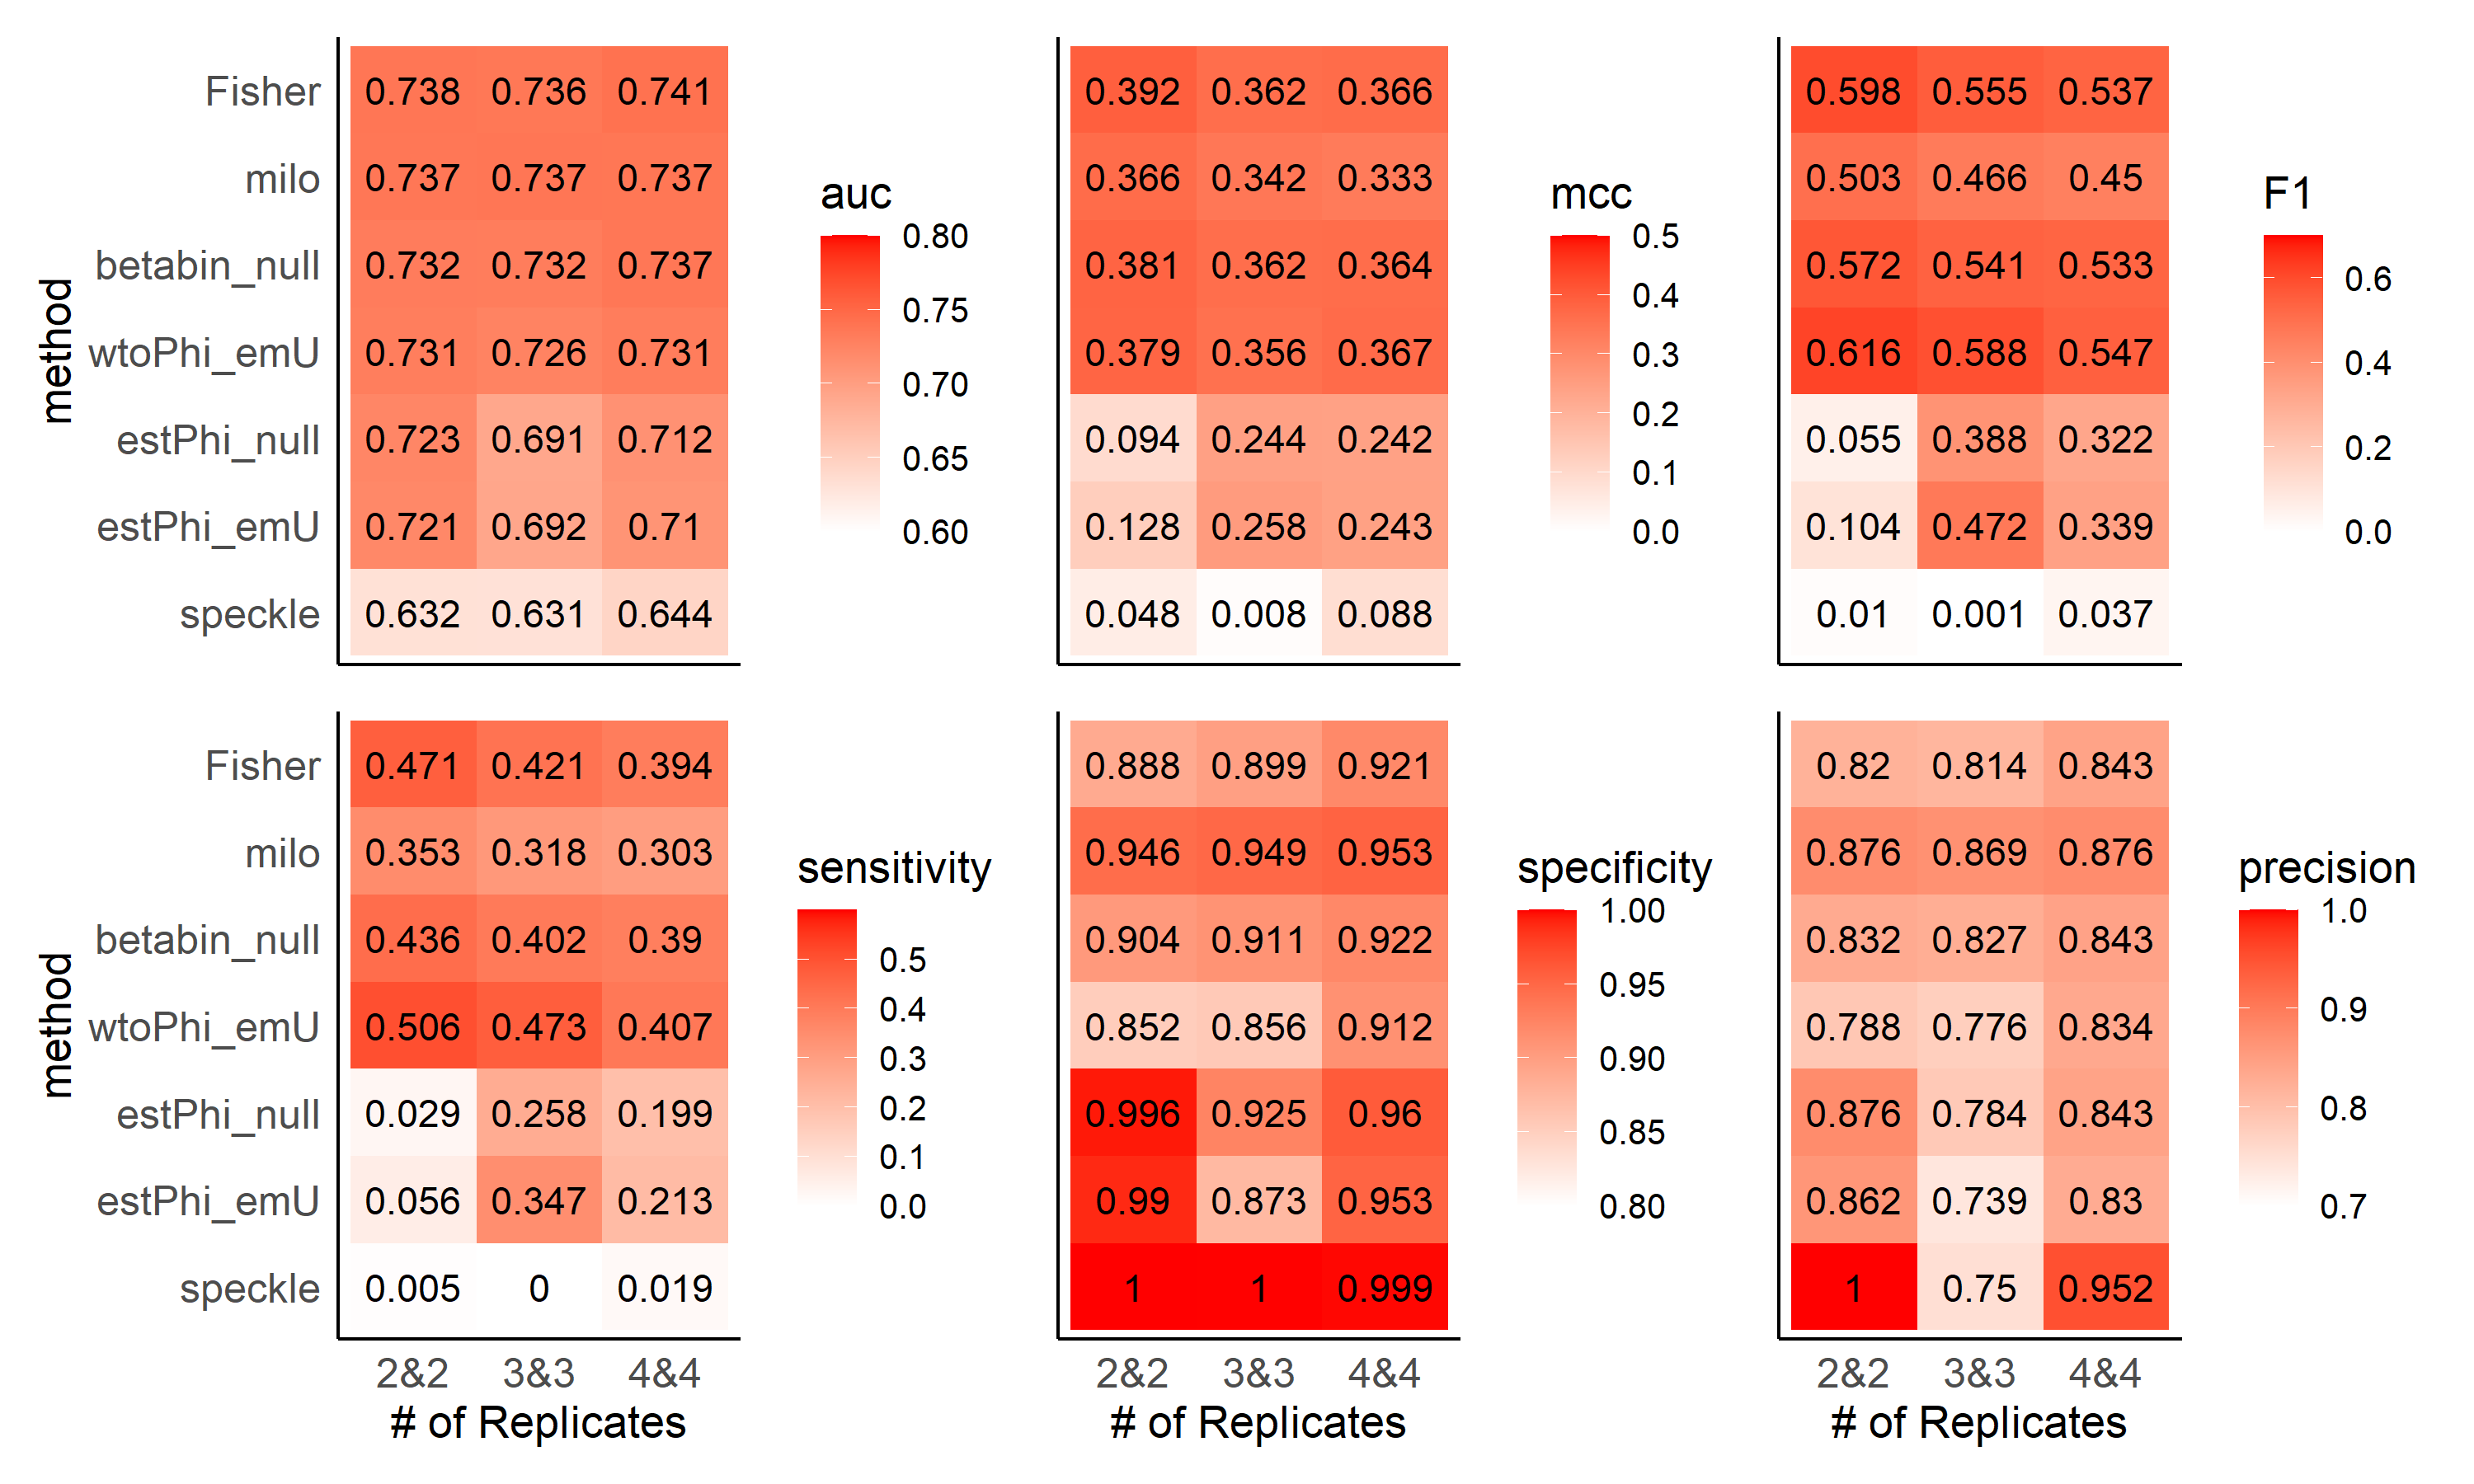 Fisher 0.738 0.736 0.741
milo 0.737 0.737 0.737
betabin_null 0.732 0.732 0.737
wtoPhi_emU 0.731 0.726 0.731
estPhi_null 0.723 0.691 0.712
estPhi_emU 0.721 0.692 0.71
speckle 0.632 0.631 0.644
method
auc
0.80
0.75
0.70
0.65
0.60
0.392 0.362 0.366
0.366 0.342 0.333
0.381 0.362 0.364
0.379 0.356 0.367
0.094 0.244 0.242
0.128 0.258 0.243
0.048 0.008 0.088
mcc
0.5
0.4
0.3
0.2
0.1
0.0
0.598 0.555 0.537
0.503 0.466 0.45
0.572 0.541 0.533
0.616 0.588 0.547
0.055 0.388 0.322
0.104 0.472 0.339
0.01 0.001 0.037
F1
0.6
0.4
0.2
0.0
Fisher 0.471 0.421 0.394
milo 0.353 0.318 0.303
betabin_null 0.436 0.402 0.39
wtoPhi_emU 0.506 0.473 0.407
estPhi_null 0.029 0.258 0.199
estPhi_emU 0.056 0.347 0.213
speckle 0.005 0 0.019
method
2&2 3&3 4&4
# of Replicates
sensitivity
0.5
0.4
0.3
0.2
0.1
0.0
0.888 0.899 0.921
0.946 0.949 0.953
0.904 0.911 0.922
0.852 0.856 0.912
0.996 0.925 0.96
0.99 0.873 0.953
1 1 0.999
2&2 3&3 4&4
# of Replicates
specificity
1.00
0.95
0.90
0.85
0.80
0.82 0.814 0.843
0.876 0.869 0.876
0.832 0.827 0.843
0.788 0.776 0.834
0.876 0.784 0.843
0.862 0.739 0.83
1 0.75 0.952
2&2 3&3 4&4
# of Replicates
precision
1.0
0.9
0.8
0.7